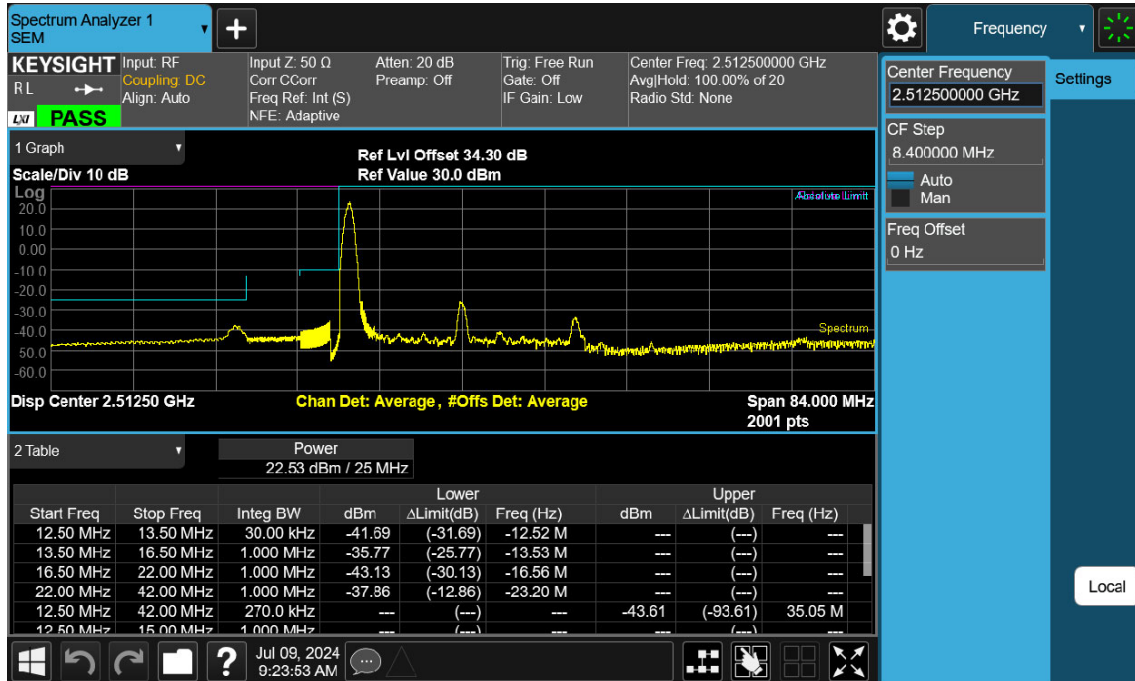 Spectrum Analyzer 1
SEM
Frequency
KEYSIGHT
RL
LXI PASS
Input: RF
Coupling: DC
Align: Auto
Input Z: 50 Ω
Corr CCorr
Freq Ref: Int (S)
NFE: Adaptive
Atten: 20 dB
Preamp: Off
Trig: Free Run
Gate: Off
IF Gain: Low
Center Freq: 2.512500000 GHz
Avg|Hold: 100.00% of 20
Radio Std: None
Center Frequency
2.512500000 GHz
Settings
CF Step
8.400000 MHz
Auto
Man
Freq Offset
0 Hz
Local
1 Graph
Scale/Div 10 dB
Ref Lvl Offset 34.30 dB
Ref Value 30.0 dBm
Log
20.0
10.0
0.00
-10.0
-20.0
-30.0
-40.0
50.0
-60.0
Limit
Spectrum
Disp Center 2.51250 GHz
Chan Det: Average , #Offs Det: Average
Span 84.000 MHz
2001 pts
2 Table
Power
22.53 dBm / 25 MHz
Lower Upper
Start Freq Stop Freq Integ BW dBm ΔLimit(dB) Freq (Hz) dBm ΔLimit(dB) Freq (Hz)
12.50 MHz 13.50 MHz 30.00 kHz -41.69 (-31.69) -12.52 M --- (---) ---
13.50 MHz 16.50 MHz 1.000 MHz -35.77 (-25.77) -13.53 M --- (---) ---
16.50 MHz 22.00 MHz 1.000 MHz -43.13 (-30.13) -16.56 M --- (---) ---
22.00 MHz 42.00 MHz 1.000 MHz -37.86 (-12.86) -23.20 M --- (---) ---
12.50 MHz 42.00 MHz 270.0 kHz --- (---) --- -43.61 (-93.61) 35.05 M
12.50 MHz 15.00 MHz 1.000 MHz --- (---) --- --- (---) ---
?
Jul 09, 2024
9:23:53 AM